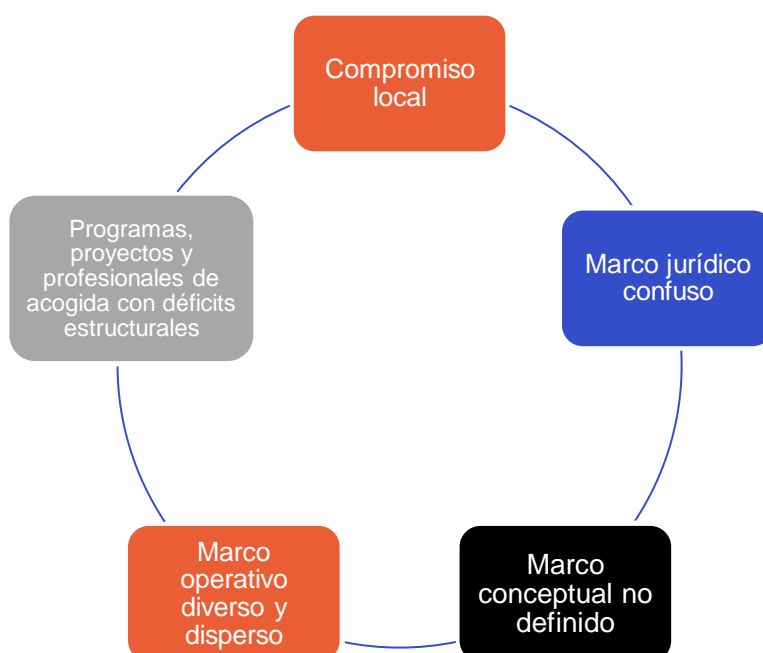 Compromiso
local
Marco jurídico
confuso
Marco
conceptual no
definido
Marco
operativo
diverso y
disperso
Programas,
proyectos y
profesionales de
acogida con déficits
estructurales